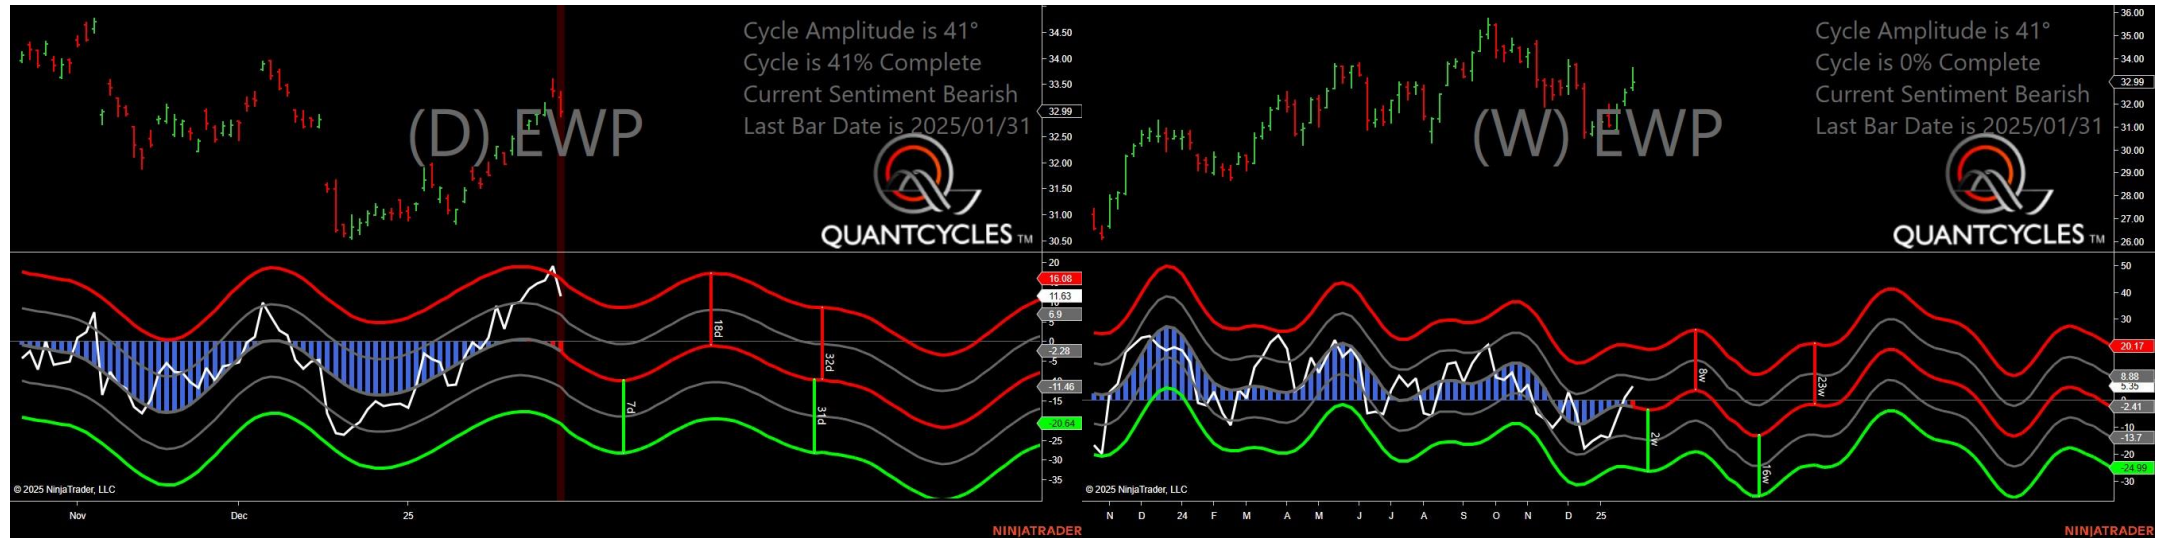 Cycle Amplitude is 41°
Cycle is 41% Complete
Current Sentiment Bearish
Last Bar Date is 2025/01/31
(D) EWP
QUANTCYCLES TM
34.50
34.00
33.50
32.99
32.50
32.00
31.50
31.00
30.50
20
16.08
11.63
6.9
5
0
-2.28
-5
-11.46
-15
-20.64
-25
-30
-35
7d
18d
31d
32d
© 2025 NinjaTrader, LLC
Nov
Dec
25
NINJATRADER
Cycle Amplitude is 41°
Cycle is 0% Complete
Current Sentiment Bearish
Last Bar Date is 2025/01/31
(W) EWP
QUANTCYCLES TM
36.00
35.00
34.00
32.99
32.00
31.00
30.00
29.00
28.00
27.00
26.00
50
40
30
20.17
8.88
5.35
-2.41
-10
-13.7
-20
-24.99
-30
2w
8w
16w
23w
© 2025 NinjaTrader, LLC
N D 24 F M A M J J A S O N D 25
NINJATRADER